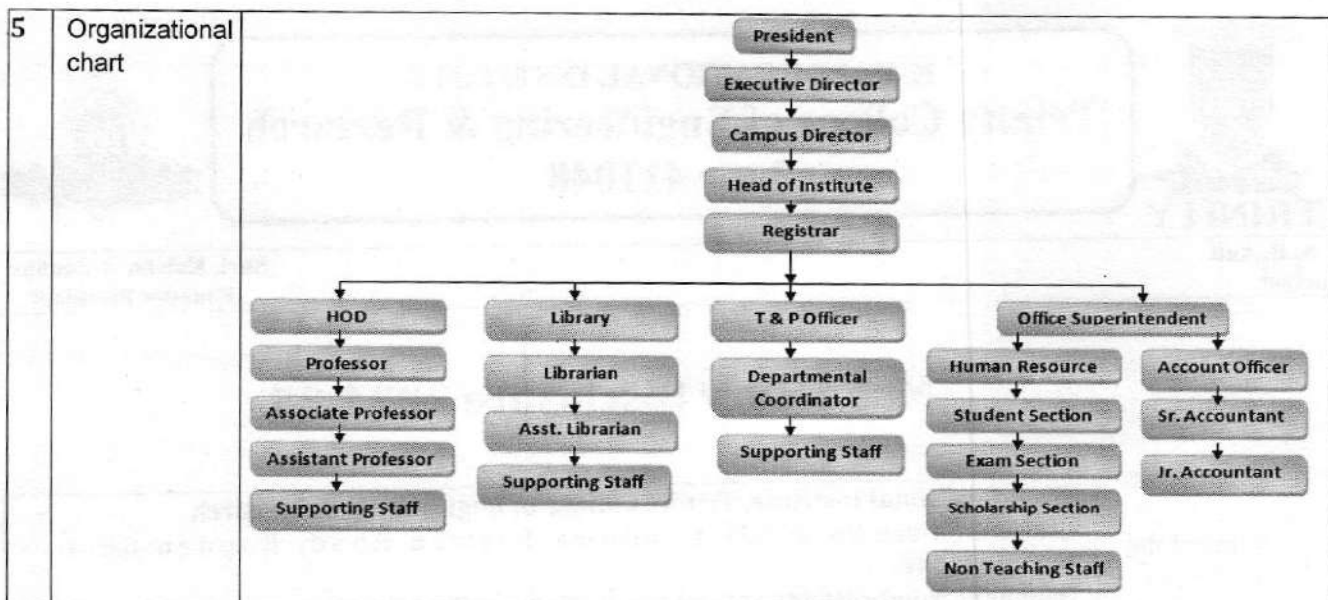 5
Organizational
chart
President
Executive Director
Campus Director
Head of Institute
Registrar
HOD
Professor
Associate Professor
Assistant Professor
Supporting Staff
Library
Librarian
Asst. Librarian
Supporting Staff
T & P Officer
Departmental
Coordinator
Supporting Staff
Office Superintendent
Human Resource
Student Section
Exam Section
Scholarship Section
Non Teaching Staff
Account Officer
Sr. Accountant
Jr. Accountant